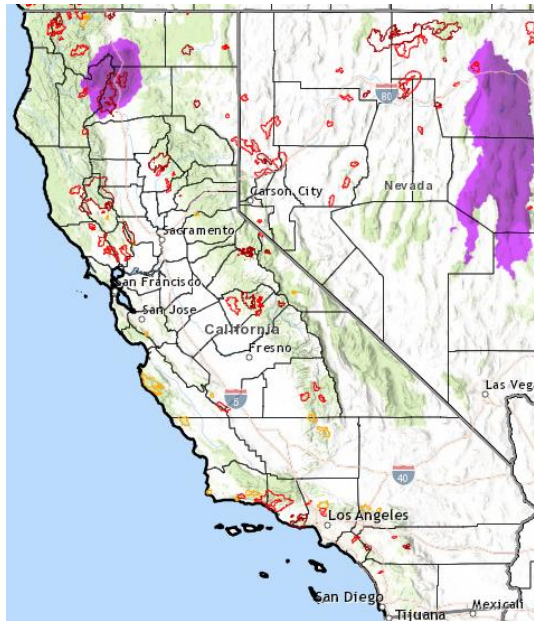 80
Carson City
Nevada
Sacramento
San Francisco
San Jose
California
Fresno
Las Vega
5
40
Los Angeles
San Diego
Mexicali
Tijuana